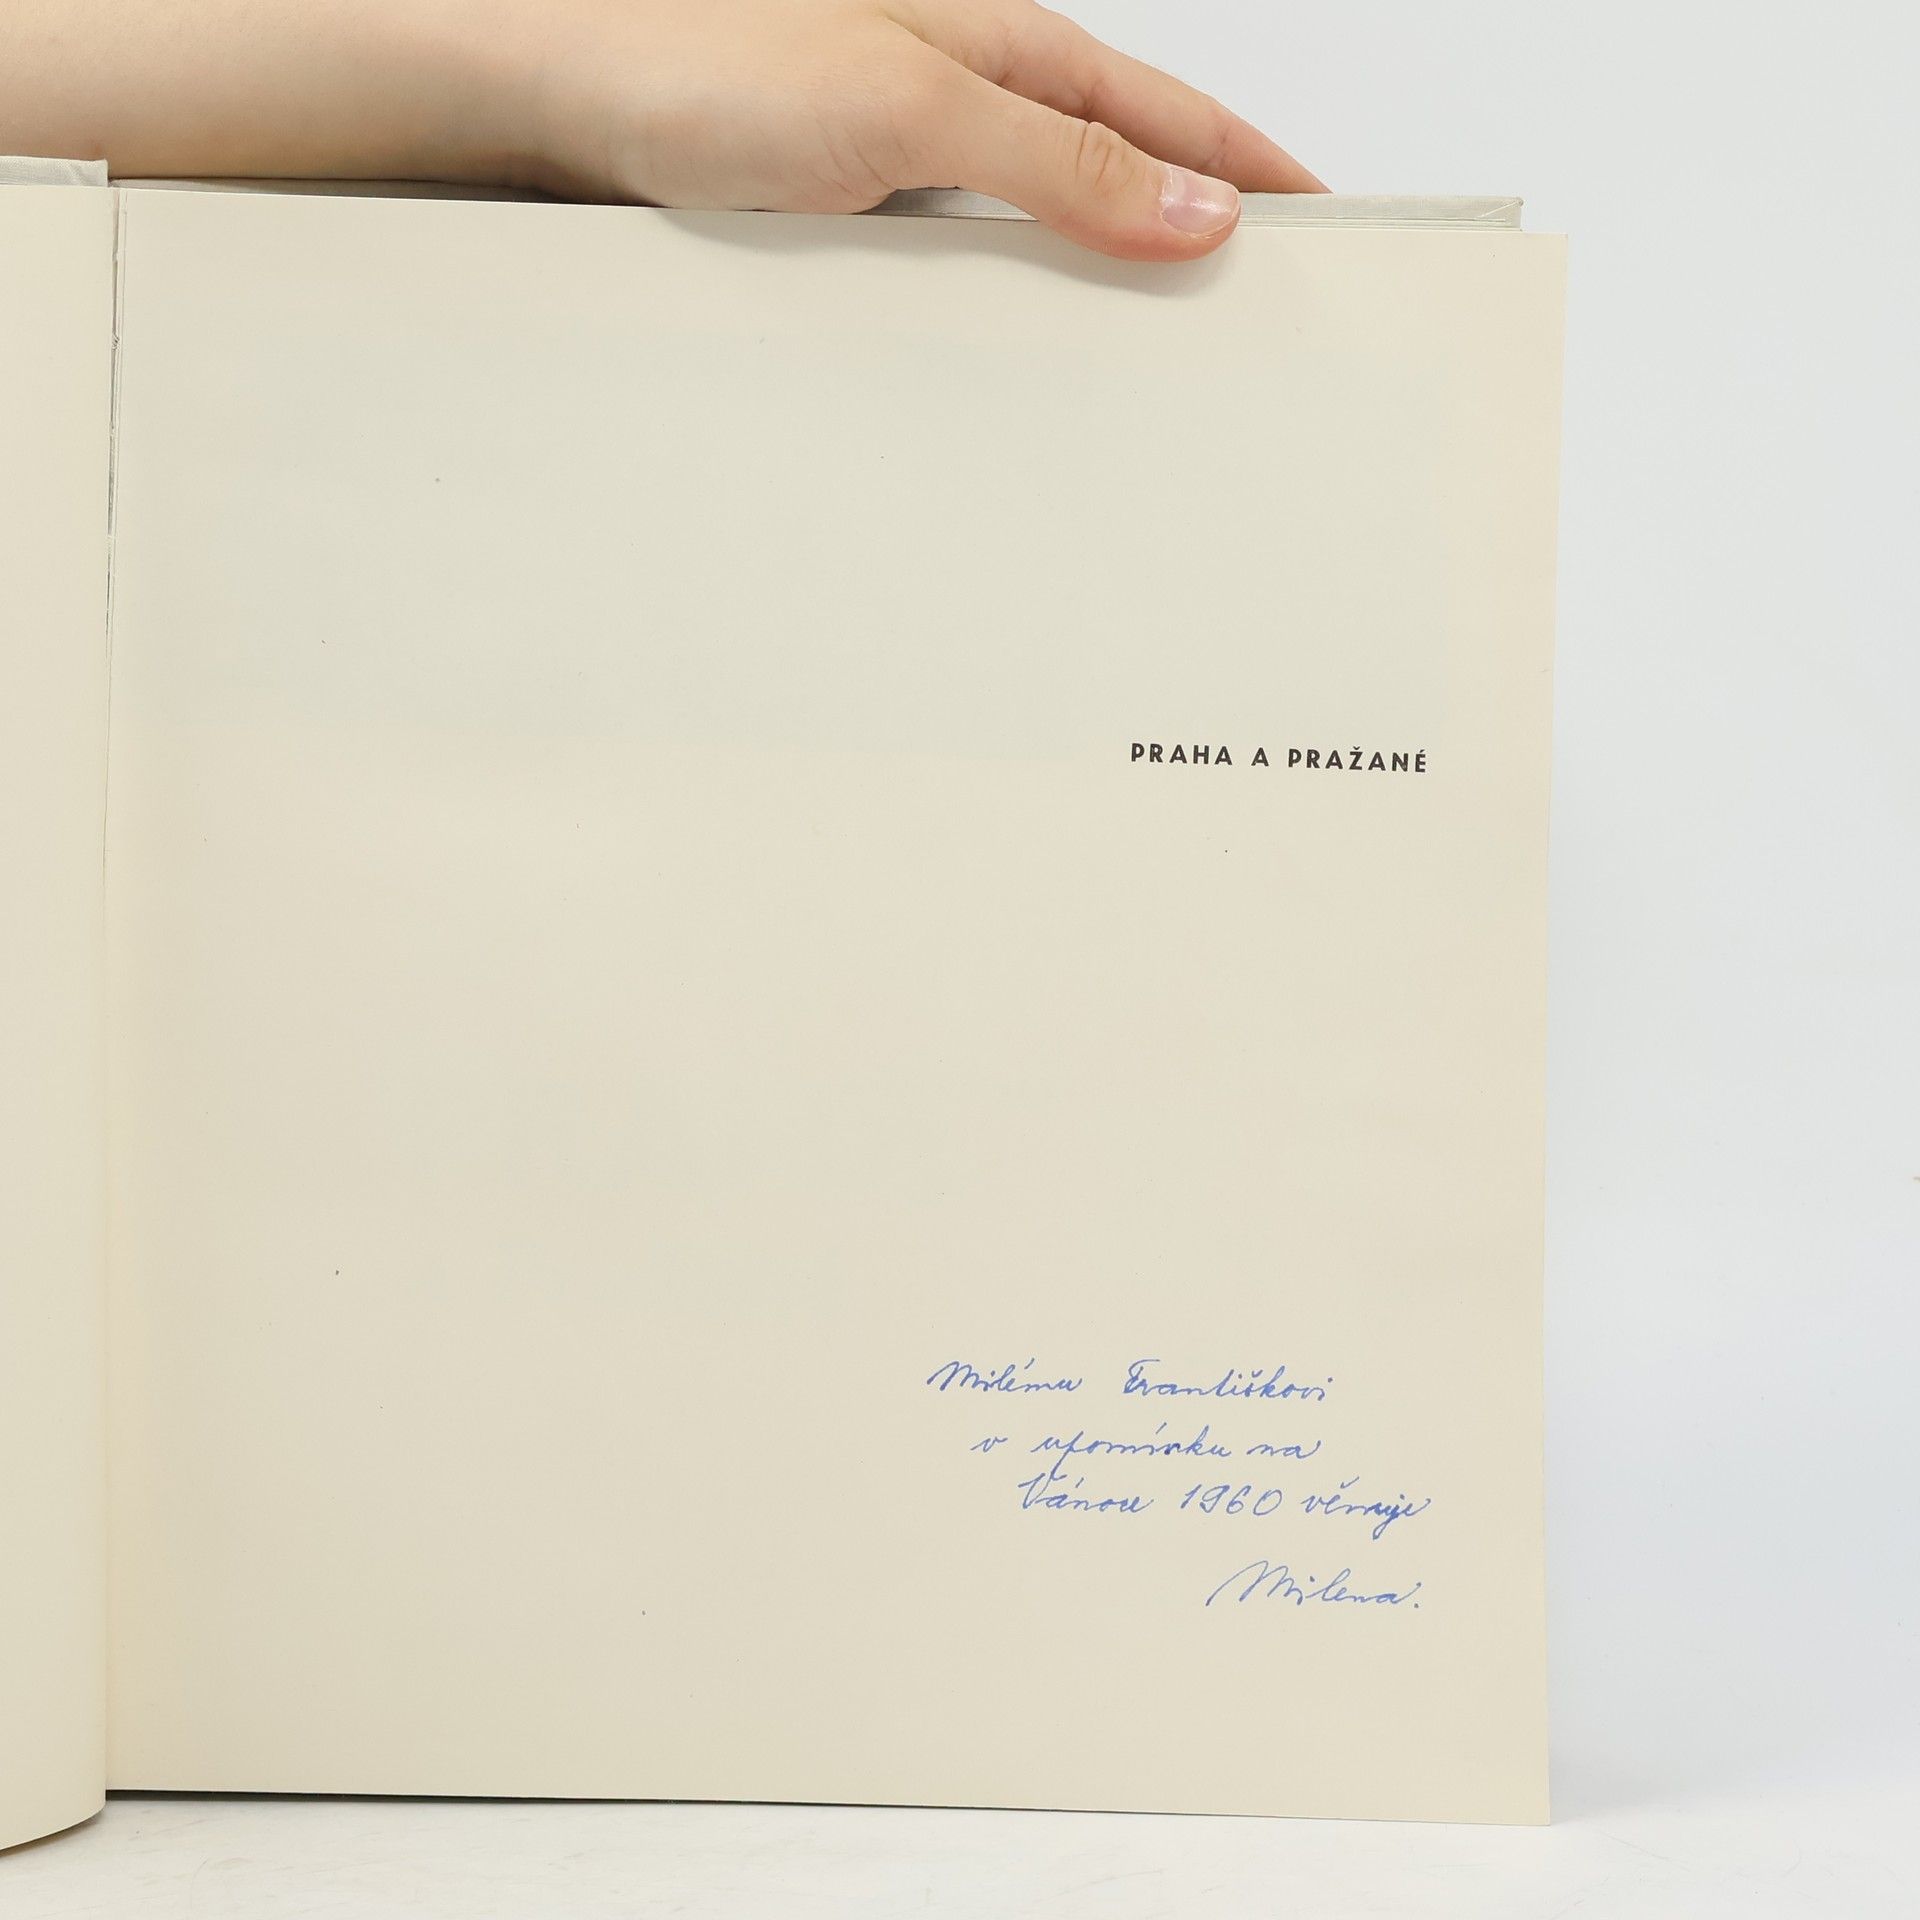 PRAHA A PRAŽANÉ
Milému Františkovi
v upomínku na
Vánoce 1960 věnuje
Milena.